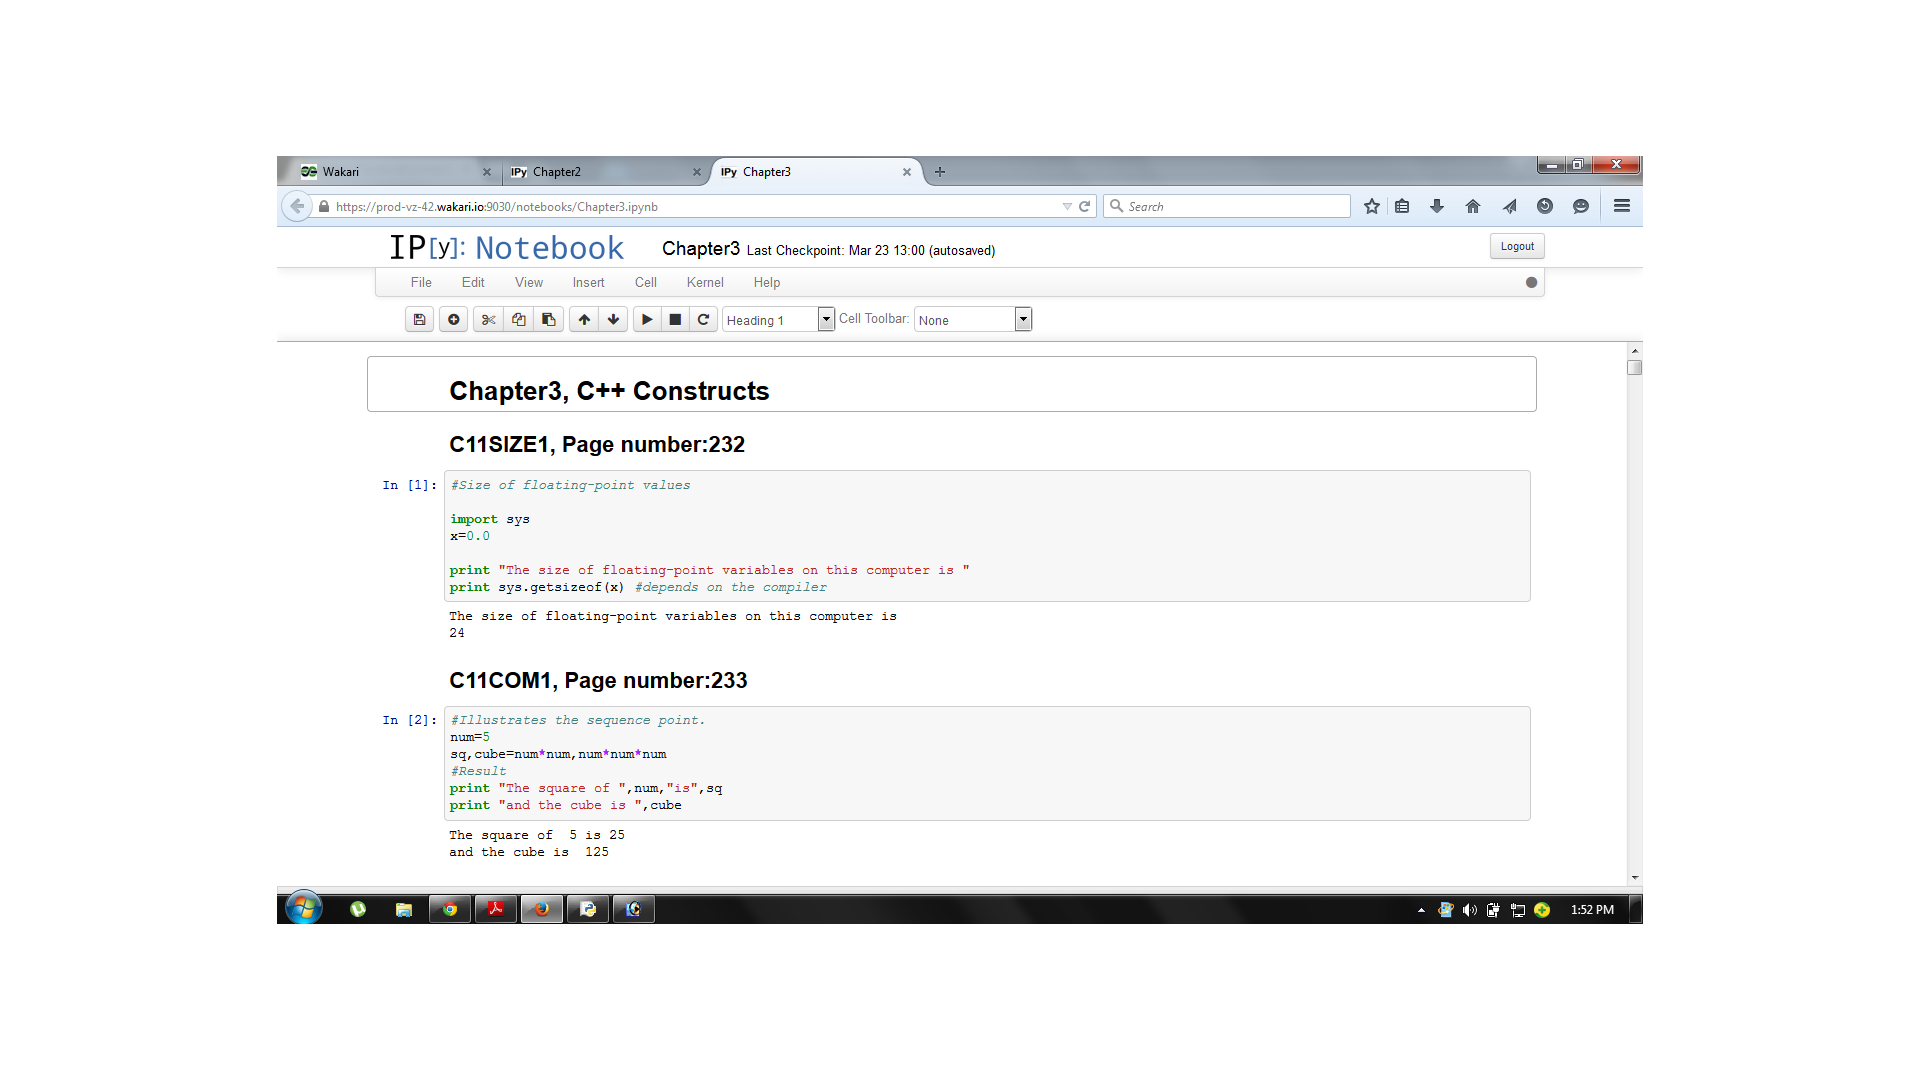 Wakari
IPy Chapter2
IPy Chapter3
https://prod-vz-42.wakari.io:9030/notebooks/Chapter3.ipynb
Search
IP[y]: Notebook
Chapter3 Last Checkpoint: Mar 23 13:00 (autosaved)
Logout
File Edit View Insert Cell Kernel Help
Heading 1 Cell Toolbar: None
Chapter3, C++ Constructs
C11SIZE1, Page number:232
In [1]: #Size of floating-point values
import sys
x=0.0
print "The size of floating-point variables on this computer is "
print sys.getsizeof(x) #depends on the compiler
The size of floating-point variables on this computer is
24
C11COM1, Page number:233
In [2]: #Illustrates the sequence point.
num=5
sq,cube=num*num,num*num*num
#Result
print "The square of ",num,"is",sq
print "and the cube is ",cube
The square of  5 is 25
and the cube is  125
1:52 PM